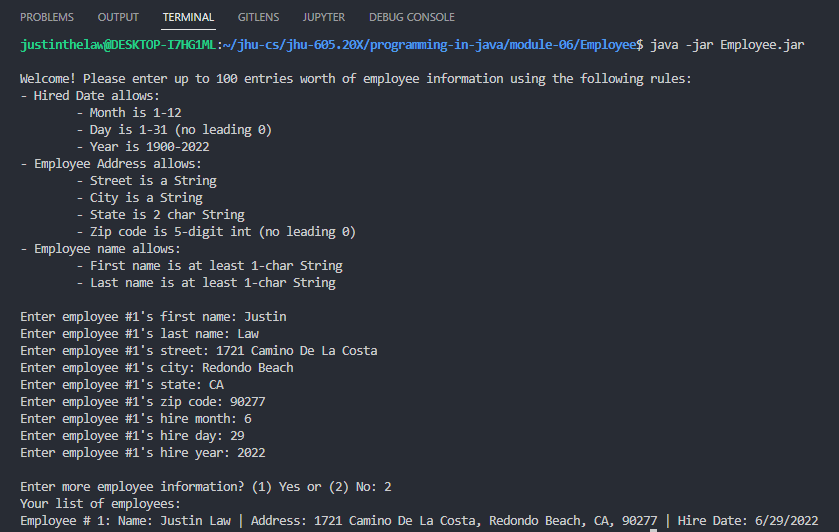 PROBLEMS OUTPUT TERMINAL GITLENS JUPYTER DEBUG CONSOLE
justinthelaw@DESKTOP-I7HG1ML:~/jhu-cs/jhu-605.20X/programming-in-java/module-06/Employee$ java -jar Employee.jar
Welcome! Please enter up to 100 entries worth of employee information using the following rules:
- Hired Date allows:
- Month is 1-12
- Day is 1-31 (no leading 0)
- Year is 1900-2022
- Employee Address allows:
- Street is a String
- City is a String
- State is 2 char String
- Zip code is 5-digit int (no leading 0)
- Employee name allows:
- First name is at least 1-char String
- Last name is at least 1-char String
Enter employee #1's first name: Justin
Enter employee #1's last name: Law
Enter employee #1's street: 1721 Camino De La Costa
Enter employee #1's city: Redondo Beach
Enter employee #1's state: CA
Enter employee #1's zip code: 90277
Enter employee #1's hire month: 6
Enter employee #1's hire day: 29
Enter employee #1's hire year: 2022
Enter more employee information? (1) Yes or (2) No: 2
Your list of employees:
Employee # 1: Name: Justin Law | Address: 1721 Camino De La Costa, Redondo Beach, CA, 90277 | Hire Date: 6/29/2022